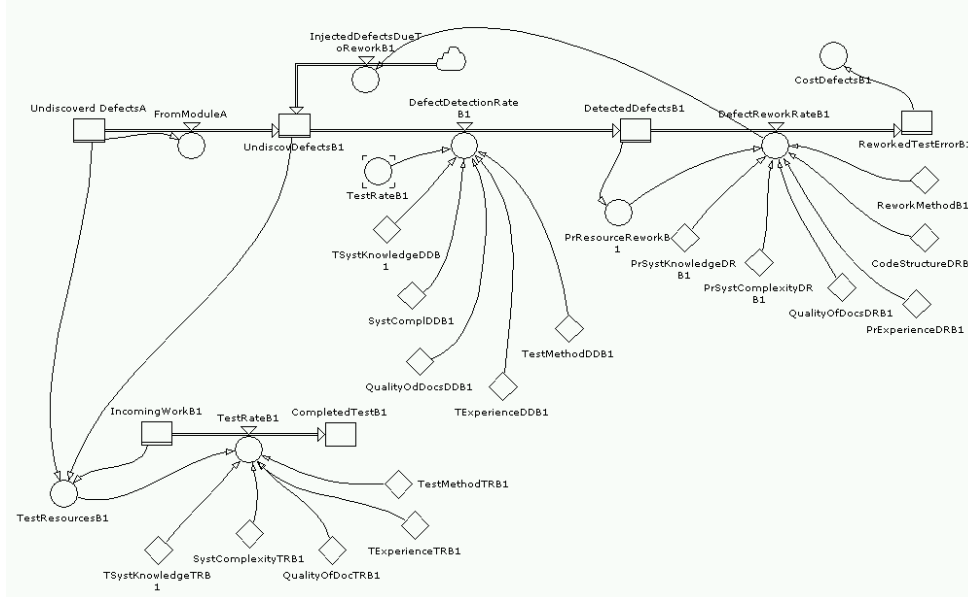 InjectedDefectsDueT
oReworkB1
CostDefectsB1
Undiscoverd DefectsA
FromModuleA
DefectDetectionRate
B1
DetectedDefectsB1
DefectReworkRateB1
UndiscovDefectsB1
ReworkedTestErrorB1
TestRateB1
ReworkMethodB1
PrResourceReworkB
1
TSystKnowledgeDDB
1
PrSystKnowledgeDR
B1
CodeStructureDRB
PrSystComplexityDR
B1
SystComplDDB1
QualityOfDocsDRB1
PrExperienceDRB1
TestMethodDDB1
QualityOdDocsDDB1
TExperienceDDB1
IncomingWorkB1
TestRateB1
CompletedTestB1
TestMethodTRB1
TestResourcesB1
TExperienceTRB1
SystComplexityTRB1
TSystKnowledgeTRB
1
QualityOfDocTRB1